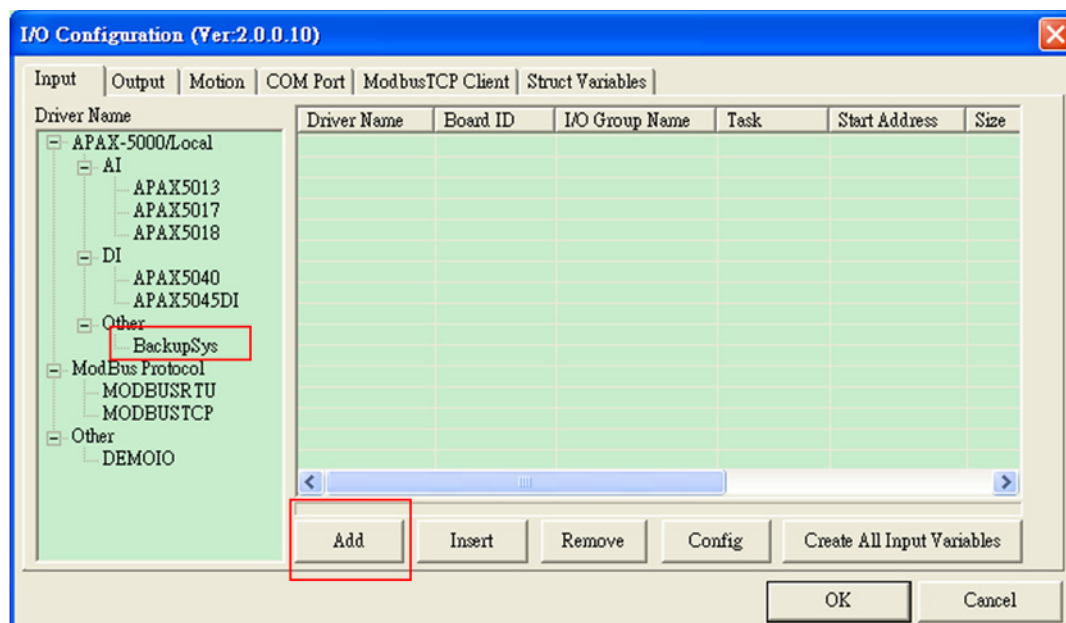 I/O Configuration (Ver:2.0.0.10)
Input Output Motion COM Port ModbusTCP Client Struct Variables
Driver Name
Driver Name Board ID I/O Group Name Task Start Address Size
APAX-5000/Local
AI
APAX5013
APAX5017
APAX5018
DI
APAX5040
APAX5045DI
Other
BackupSys
ModBus Protocol
MODBUSRTU
MODBUSTCP
Other
DEMOIO
Add Insert Remove Config Create All Input Variables
OK Cancel